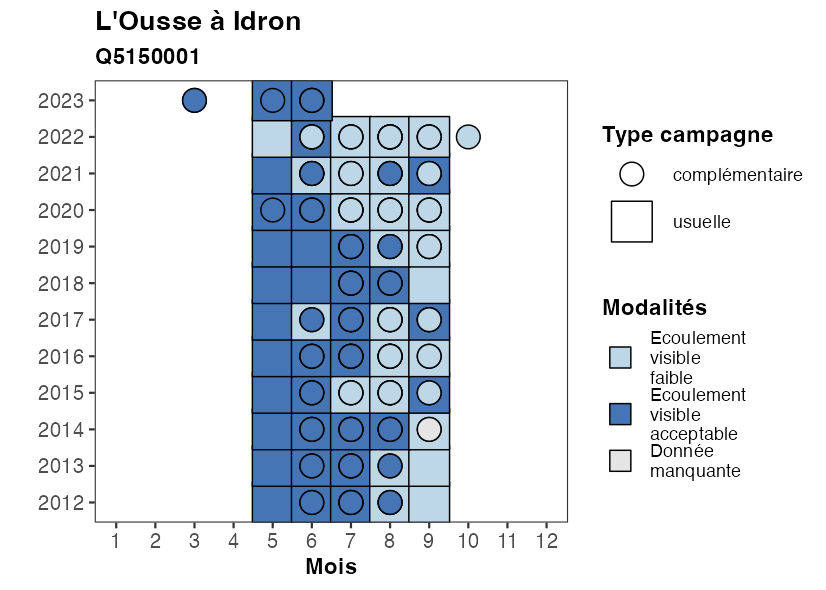 L'Ousse à Idron
Q5150001
2023
2022
2021
2020
2019
2018
2017
2016
2015
2014
2013
2012
1 2 3 4 5 6 7 8 9 10 11 12
Mois
Type campagne
complémentaire
usuelle
Modalités
Ecoulement
visible
faible
Ecoulement
visible
acceptable
Donnée
manquante